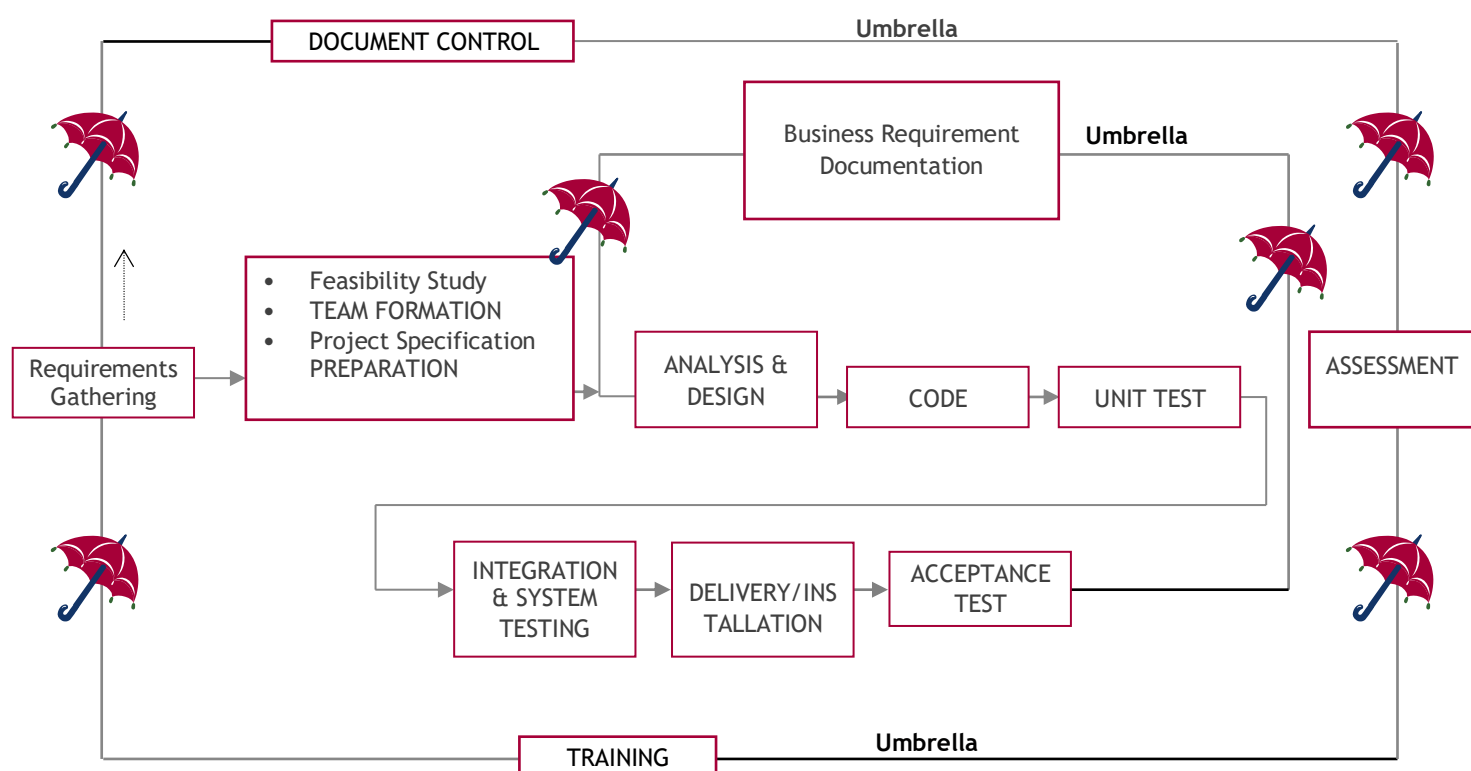 Umbrella
DOCUMENT CONTROL
Business Requirement
Documentation
Umbrella
• Feasibility Study
• TEAM FORMATION
• Project Specification
PREPARATION
Requirements
Gathering
ANALYSIS &
DESIGN
CODE
UNIT TEST
ASSESSMENT
INTEGRATION
& SYSTEM
TESTING
DELIVERY/INS
TALLATION
ACCEPTANCE
TEST
Umbrella
TRAINING